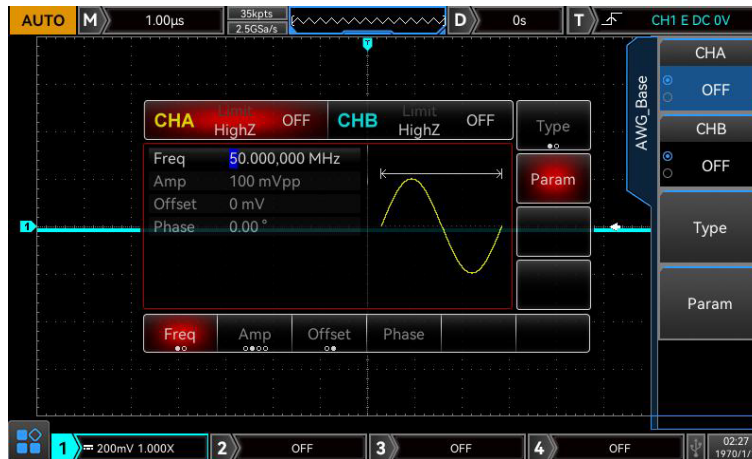 AUTO M 1.00μs 35kpts 2.5GSa/s D 0s T CH1 E DC 0V
CHA
OFF
AWG_Base
CHB
OFF
Type
Param
CHA Limit HighZ OFF CHB Limit HighZ OFF
Type
Param
Freq 50.000,000 MHz
Amp 100 mVpp
Offset 0 mV
Phase 0.00 °
Freq Amp Offset Phase
1
1 200mV 1.000X 2 OFF 3 OFF 4 OFF 02:27
1970/1/